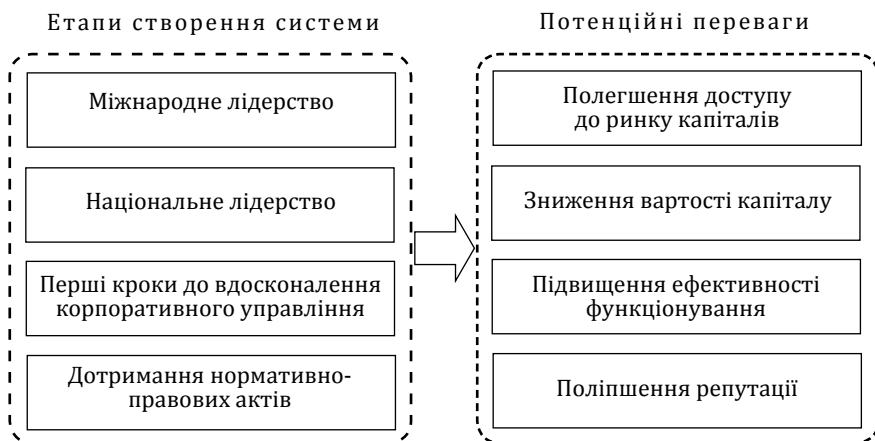 Етапи створення системи
Міжнародне лідерство
Національне лідерство
Перші кроки до вдосконалення
корпоративного управління
Дотримання нормативно-
правових актів
Потенційні переваги
Полегшення доступу
до ринку капіталів
Зниження вартості капіталу
Підвищення ефективності
функціонування
Поліпшення репутації